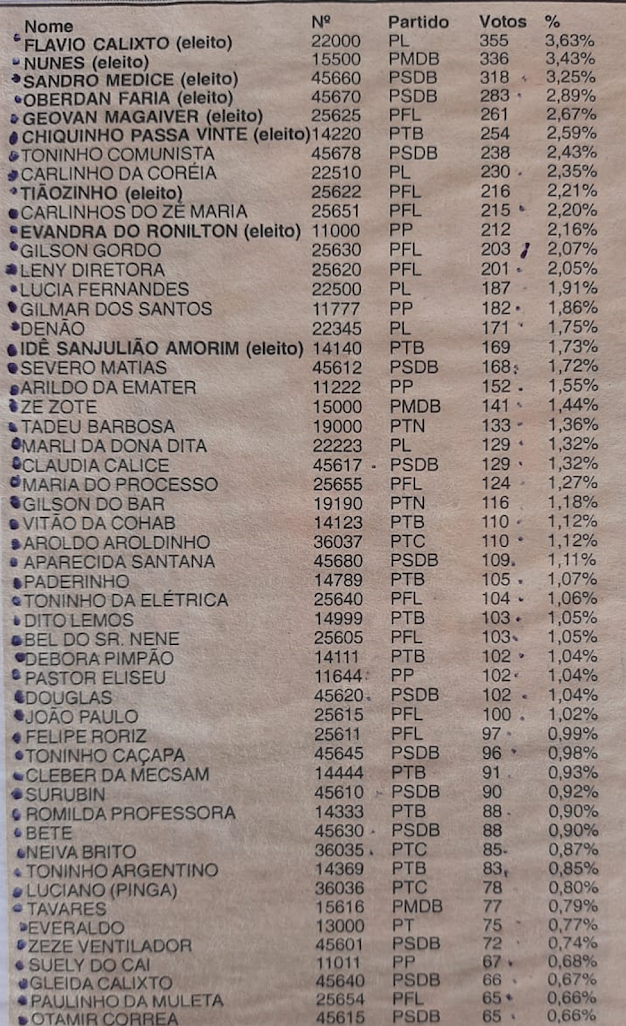 Nome Nº Partido Votos %
FLAVIO CALIXTO (eleito) 22000 PL 355 3,63%
NUNES (eleito) 15500 PMDB 336 3,43%
SANDRO MEDICE (eleito) 45660 PSDB 318 3,25%
OBERDAN FARIA (eleito) 45670 PSDB 283 2,89%
GEOVAN MAGAIVER (eleito) 25625 PFL 261 2,67%
CHIQUINHO PASSA VINTE (eleito) 14220 PTB 254 2,59%
TONINHO COMUNISTA 45678 PSDB 238 2,43%
CARLINHO DA CORÉIA 22510 PL 230 2,35%
TIÃOZINHO (eleito) 25622 PFL 216 2,21%
CARLINHOS DO ZÉ MARIA 25651 PFL 215 2,20%
EVANDRA DO RONILTON (eleito) 11000 PP 212 2,16%
GILSON GORDO 25630 PFL 203 2,07%
LENY DIRETORA 25620 PFL 201 2,05%
LUCIA FERNANDES 22500 PL 187 1,91%
GILMAR DOS SANTOS 11777 PP 182 1,86%
DENÃO 22345 PL 171 1,75%
IDÊ SANJULIÃO AMORIM (eleito) 14140 PTB 169 1,73%
SEVERO MATIAS 45612 PSDB 168 1,72%
ARILDO DA EMATER 11222 PP 152 1,55%
ZE ZOTE 15000 PMDB 141 1,44%
TADEU BARBOSA 19000 PTN 133 1,36%
MARLI DA DONA DITA 22223 PL 129 1,32%
CLAUDIA CALICE 45617 PSDB 129 1,32%
MARIA DO PROCESSO 25655 PFL 124 1,27%
GILSON DO BAR 19190 PTN 116 1,18%
VITÃO DA COHAB 14123 PTB 110 1,12%
AROLDO AROLDINHO 36037 PTC 110 1,12%
APARECIDA SANTANA 45680 PSDB 109 1,11%
PADERINHO 14789 PTB 105 1,07%
TONINHO DA ELÉTRICA 25640 PFL 104 1,06%
DITO LEMOS 14999 PTB 103 1,05%
BEL DO SR. NENE 25605 PFL 103 1,05%
DEBORA PIMPÃO 14111 PTB 102 1,04%
PASTOR ELISEU 11644 PP 102 1,04%
DOUGLAS 45620 PSDB 102 1,04%
JOÃO PAULO 25615 PFL 100 1,02%
FELIPE RORIZ 25611 PFL 97 0,99%
TONINHO CAÇAPA 45645 PSDB 96 0,98%
CLEBER DA MECSAM 14444 PTB 91 0,93%
SURUBIN 45610 PSDB 90 0,92%
ROMILDA PROFESSORA 14333 PTB 88 0,90%
BETE 45630 PSDB 88 0,90%
NEIVA BRITO 36035 PTC 85 0,87%
TONINHO ARGENTINO 14369 PTB 83 0,85%
LUCIANO (PINGA) 36036 PTC 78 0,80%
TAVARES 15616 PMDB 77 0,79%
EVERALDO 13000 PT 75 0,77%
ZEZE VENTILADOR 45601 PSDB 72 0,74%
SUELY DO CAI 11011 PP 67 0,68%
GLEIDA CALIXTO 45640 PSDB 66 0,67%
PAULINHO DA MULETA 25654 PFL 65 0,66%
OTAMIR CORREA 45615 PSDB 65 0,66%